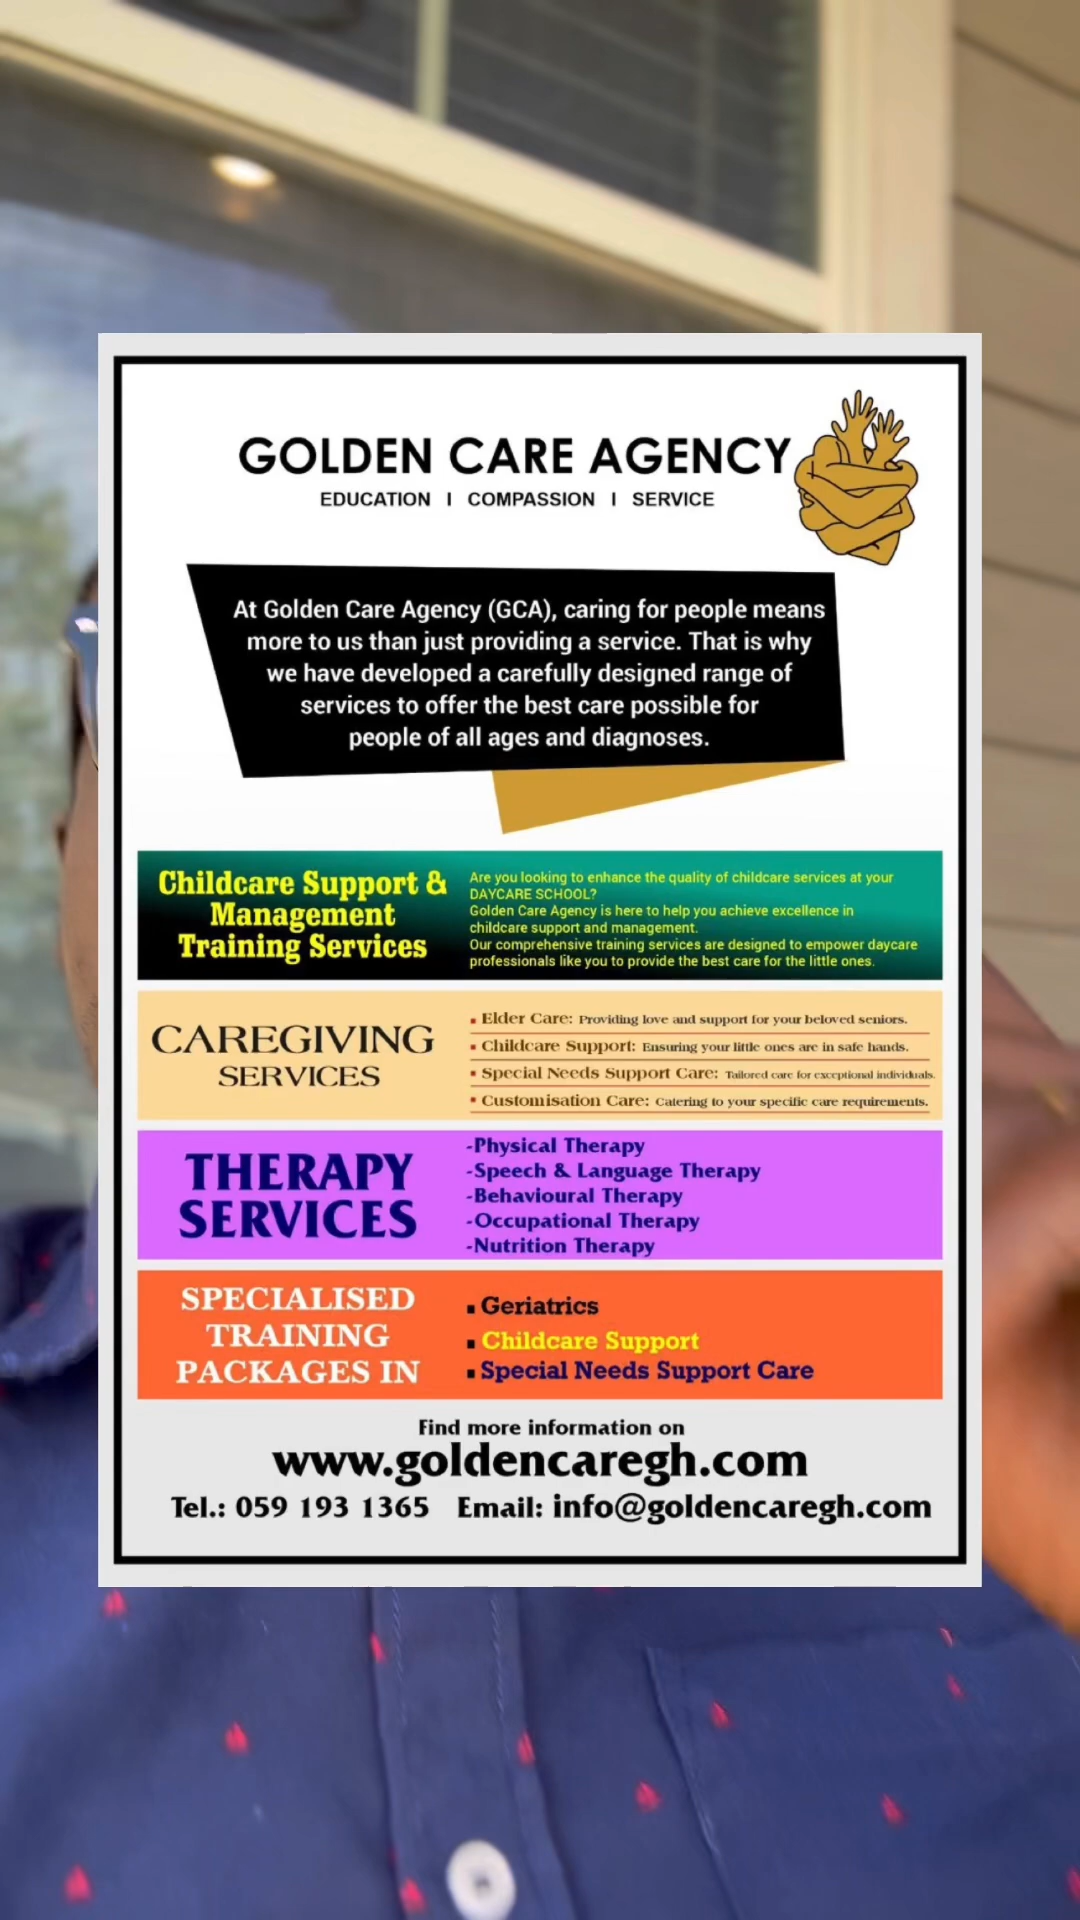 GOLDEN CARE AGENCY
EDUCATION I COMPASSION I SERVICE
At Golden Care Agency (GCA), caring for people means
more to us than just providing a service. That is why
we have developed a carefully designed range of
services to offer the best care possible for
people of all ages and diagnoses.
Childcare Support &
Management
Training Services
Are you looking to enhance the quality of childcare services at your
DAYCARE SCHOOL?
Golden Care Agency is here to help you achieve excellence in
childcare support and management.
Our comprehensive training services are designed to empower daycare
professionals like you to provide the best care for the little ones.
CAREGIVING
SERVICES
▪ Elder Care: Providing love and support for your beloved seniors.
▪ Childcare Support: Ensuring your little ones are in safe hands.
▪ Special Needs Support Care: Tailored care for exceptional individuals.
▪ Customisation Care: Catering to your specific care requirements.
THERAPY
SERVICES
-Physical Therapy
-Speech & Language Therapy
-Behavioural Therapy
-Occupational Therapy
-Nutrition Therapy
SPECIALISED
TRAINING
PACKAGES IN
▪ Geriatrics
▪ Childcare Support
▪ Special Needs Support Care
Find more information on
www.goldencaregh.com
Tel.: 059 193 1365 Email: info@goldencaregh.com